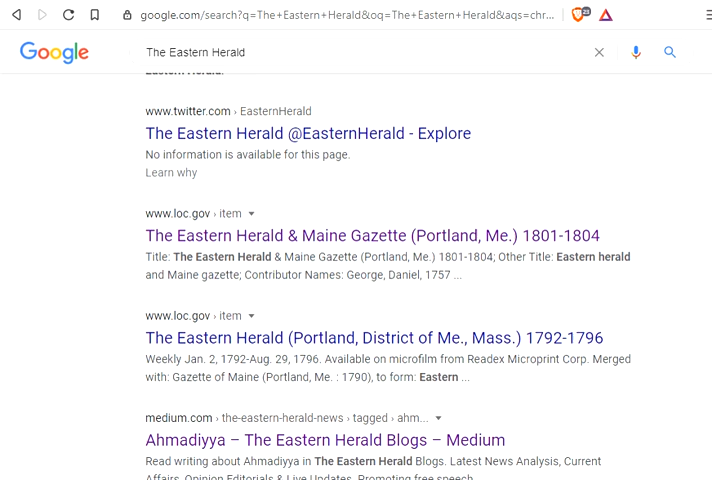 google.com/search?q=The+Eastern+Herald&oq=The+Eastern+Herald&aqs=chr...
23
Google
The Eastern Herald
Eastern Herald.
www.twitter.com › EasternHerald
The Eastern Herald @EasternHerald - Explore
No information is available for this page.
Learn why
www.loc.gov › item
The Eastern Herald & Maine Gazette (Portland, Me.) 1801-1804
Title: The Eastern Herald & Maine Gazette (Portland, Me.) 1801-1804; Other Title: Eastern herald
and Maine gazette; Contributor Names: George, Daniel, 1757 ...
www.loc.gov › item
The Eastern Herald (Portland, District of Me., Mass.) 1792-1796
Weekly Jan. 2, 1792-Aug. 29, 1796. Available on microfilm from Readex Microprint Corp. Merged
with: Gazette of Maine (Portland, Me. : 1790), to form: Eastern ...
medium.com › the-eastern-herald-news › tagged › ahm...
Ahmadiyya – The Eastern Herald Blogs – Medium
Read writing about Ahmadiyya in The Eastern Herald Blogs. Latest News Analysis, Current
Affairs, Opinion Editorials & Live Updates. Promoting free speech